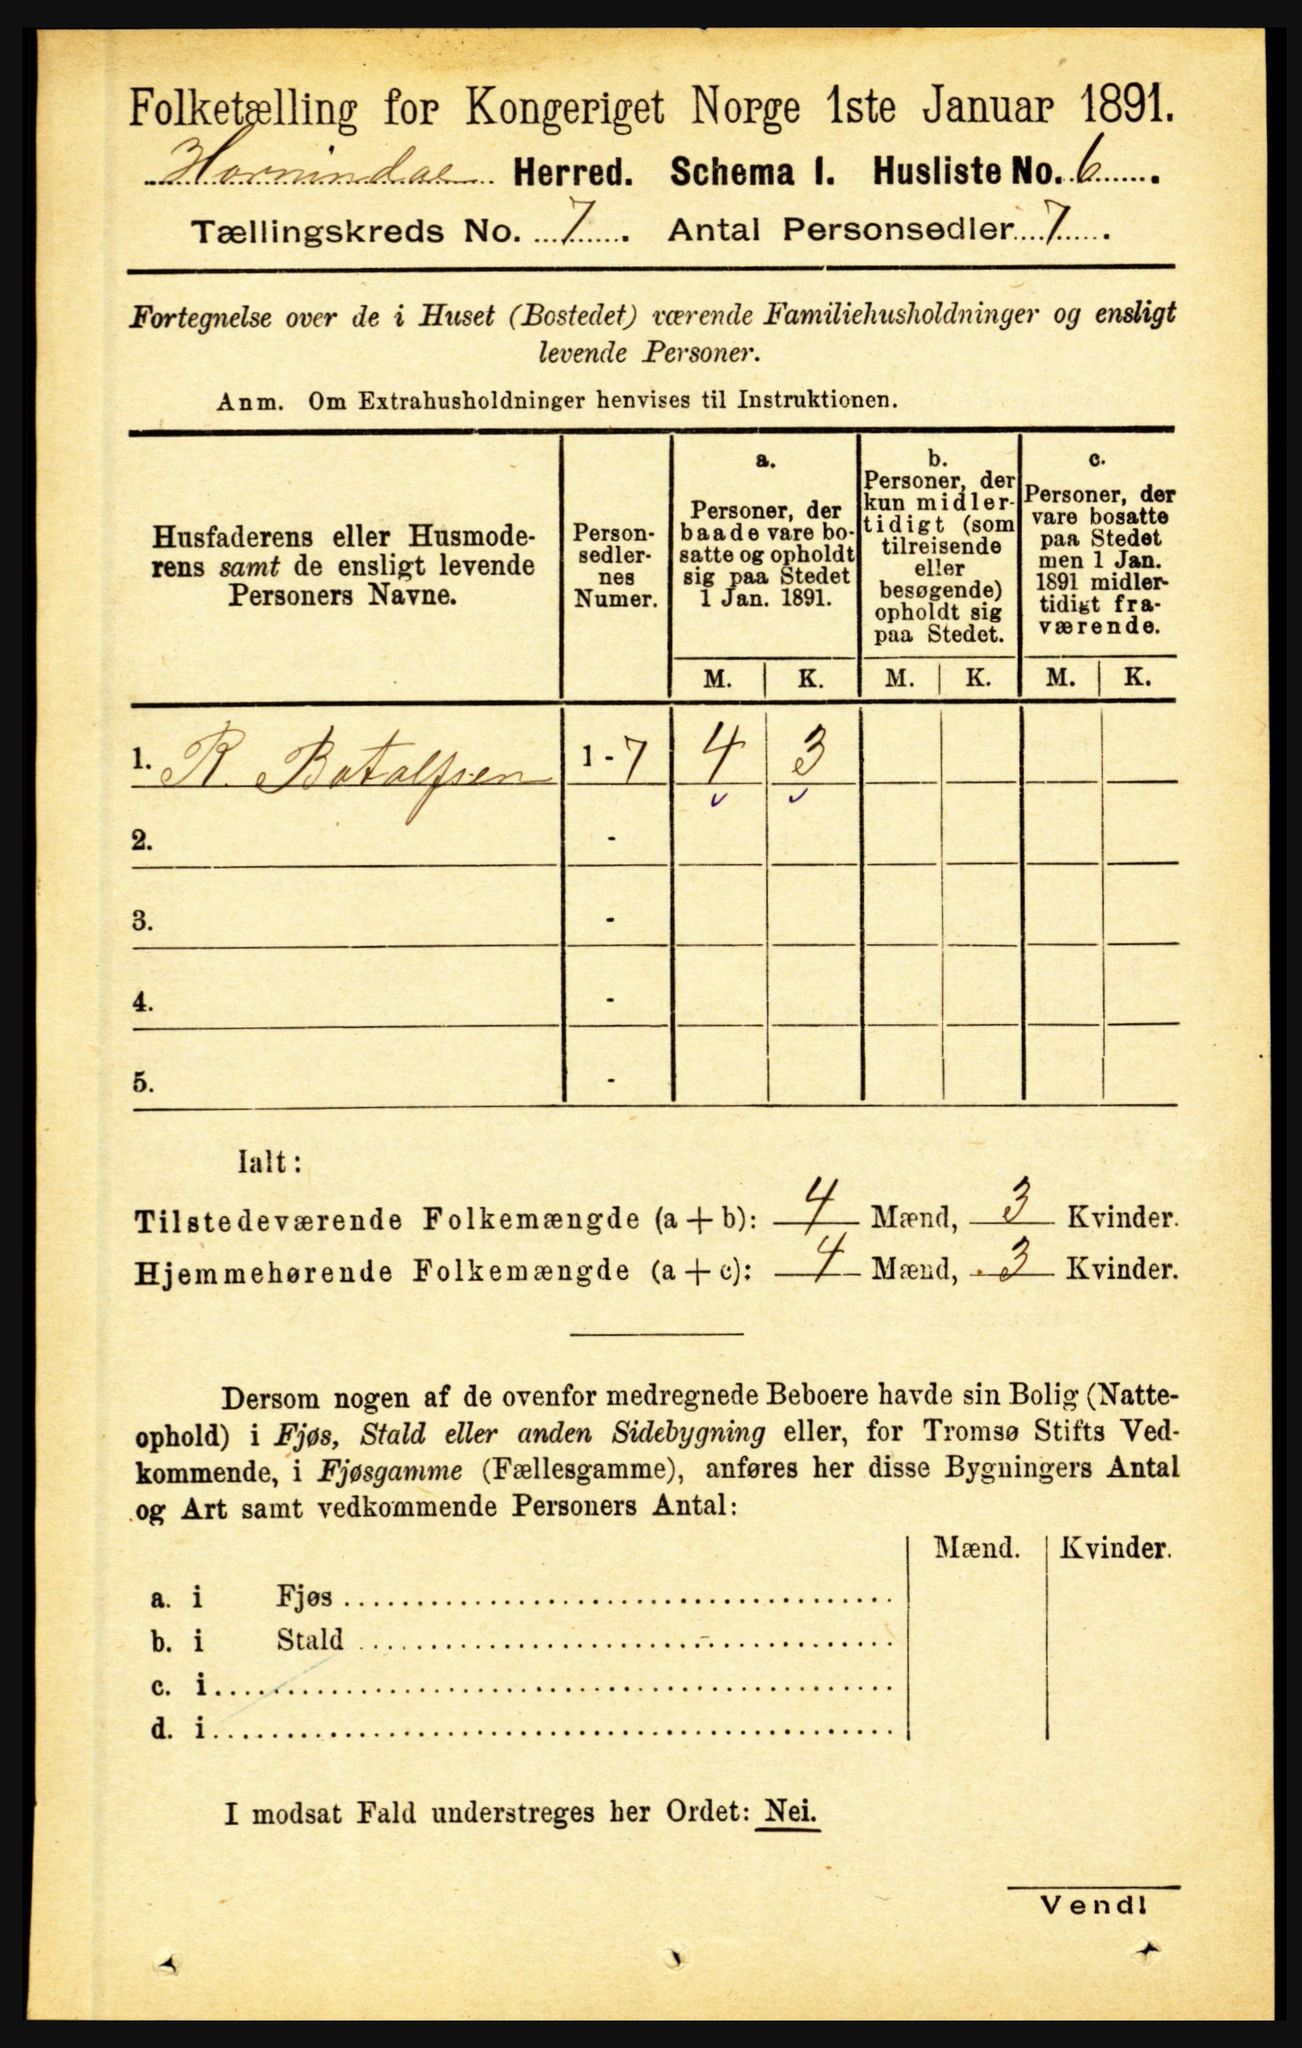 Folketælling for Kongeriget Norge 1ste Januar 1891.
Hornindal Herred. Schema I. Husliste No. 6.
Tællingskreds No. 7. Antal Personsedler 7.
Fortegnelse over de i Huset (Bostedet) værende Familiehusholdninger og ensligt
levende Personer.
Anm. Om Extrahusholdninger henvises til Instruktionen.
Husfaderens eller Husmode-
rens samt de ensligt levende
Personers Navne.
Person-
sedler-
nes
Numer.
a.
Personer, der
baade vare bo-
satte og opholdt
sig paa Stedet
1 Jan. 1891.
b.
Personer, der
kun midler-
tidigt (som
tilreisende
eller
besøgende)
opholdt sig
paa Stedet.
c.
Personer, der
vare bosatte
paa Stedet
men 1 Jan.
1891 midler-
tidigt fra-
værende.
M. K. M. K. M. K.
1. R. Botolfsen 1 - 7 4 3
2. -
3. -
4. -
5. -
Ialt:
Tilstedeværende Folkemængde (a + b): 4 Mænd, 3 Kvinder.
Hjemmehørende Folkemængde (a + c): 4 Mænd, 3 Kvinder.
Dersom nogen af de ovenfor medregnede Beboere havde sin Bolig (Natte-
ophold) i Fjøs, Stald eller anden Sidebygning eller, for Tromsø Stifts Ved-
kommende, i Fjøsgamme (Fællesgamme), anføres her disse Bygningers Antal
og Art samt vedkommende Personers Antal:
Mænd. Kvinder.
a. i Fjøs
b. i Stald
c. i
d. i
I modsat Fald understreges her Ordet: Nei.
Vend!